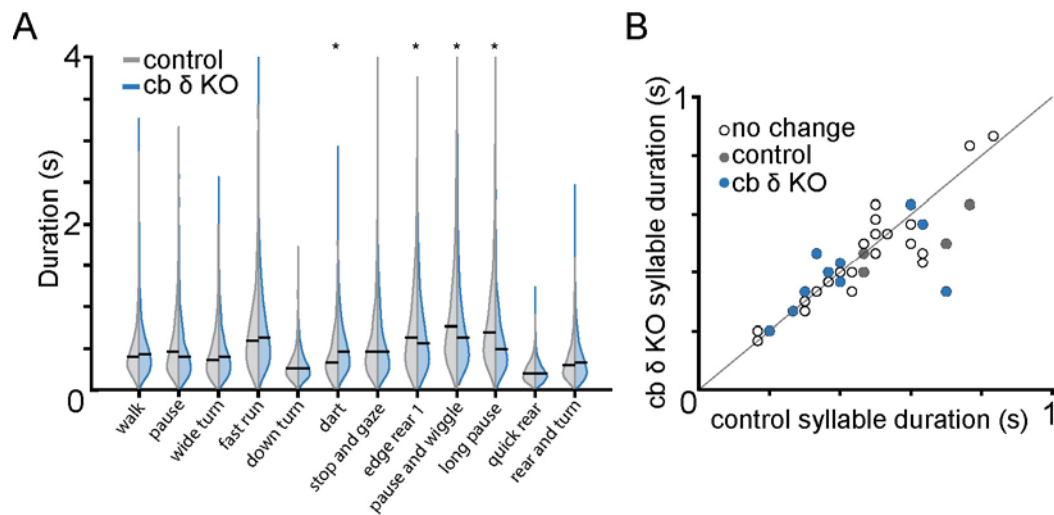 A
4
control
cb δ KO
* * * *
Duration (s)
2
0
walk
pause
wide turn
fast run
down turn
dart
stop and gaze
edge rear 1
pause and wiggle
long pause
quick rear
rear and turn
B
1
no change
control
cb δ KO
cb δ KO syllable duration (s)
0
control syllable duration (s)
1